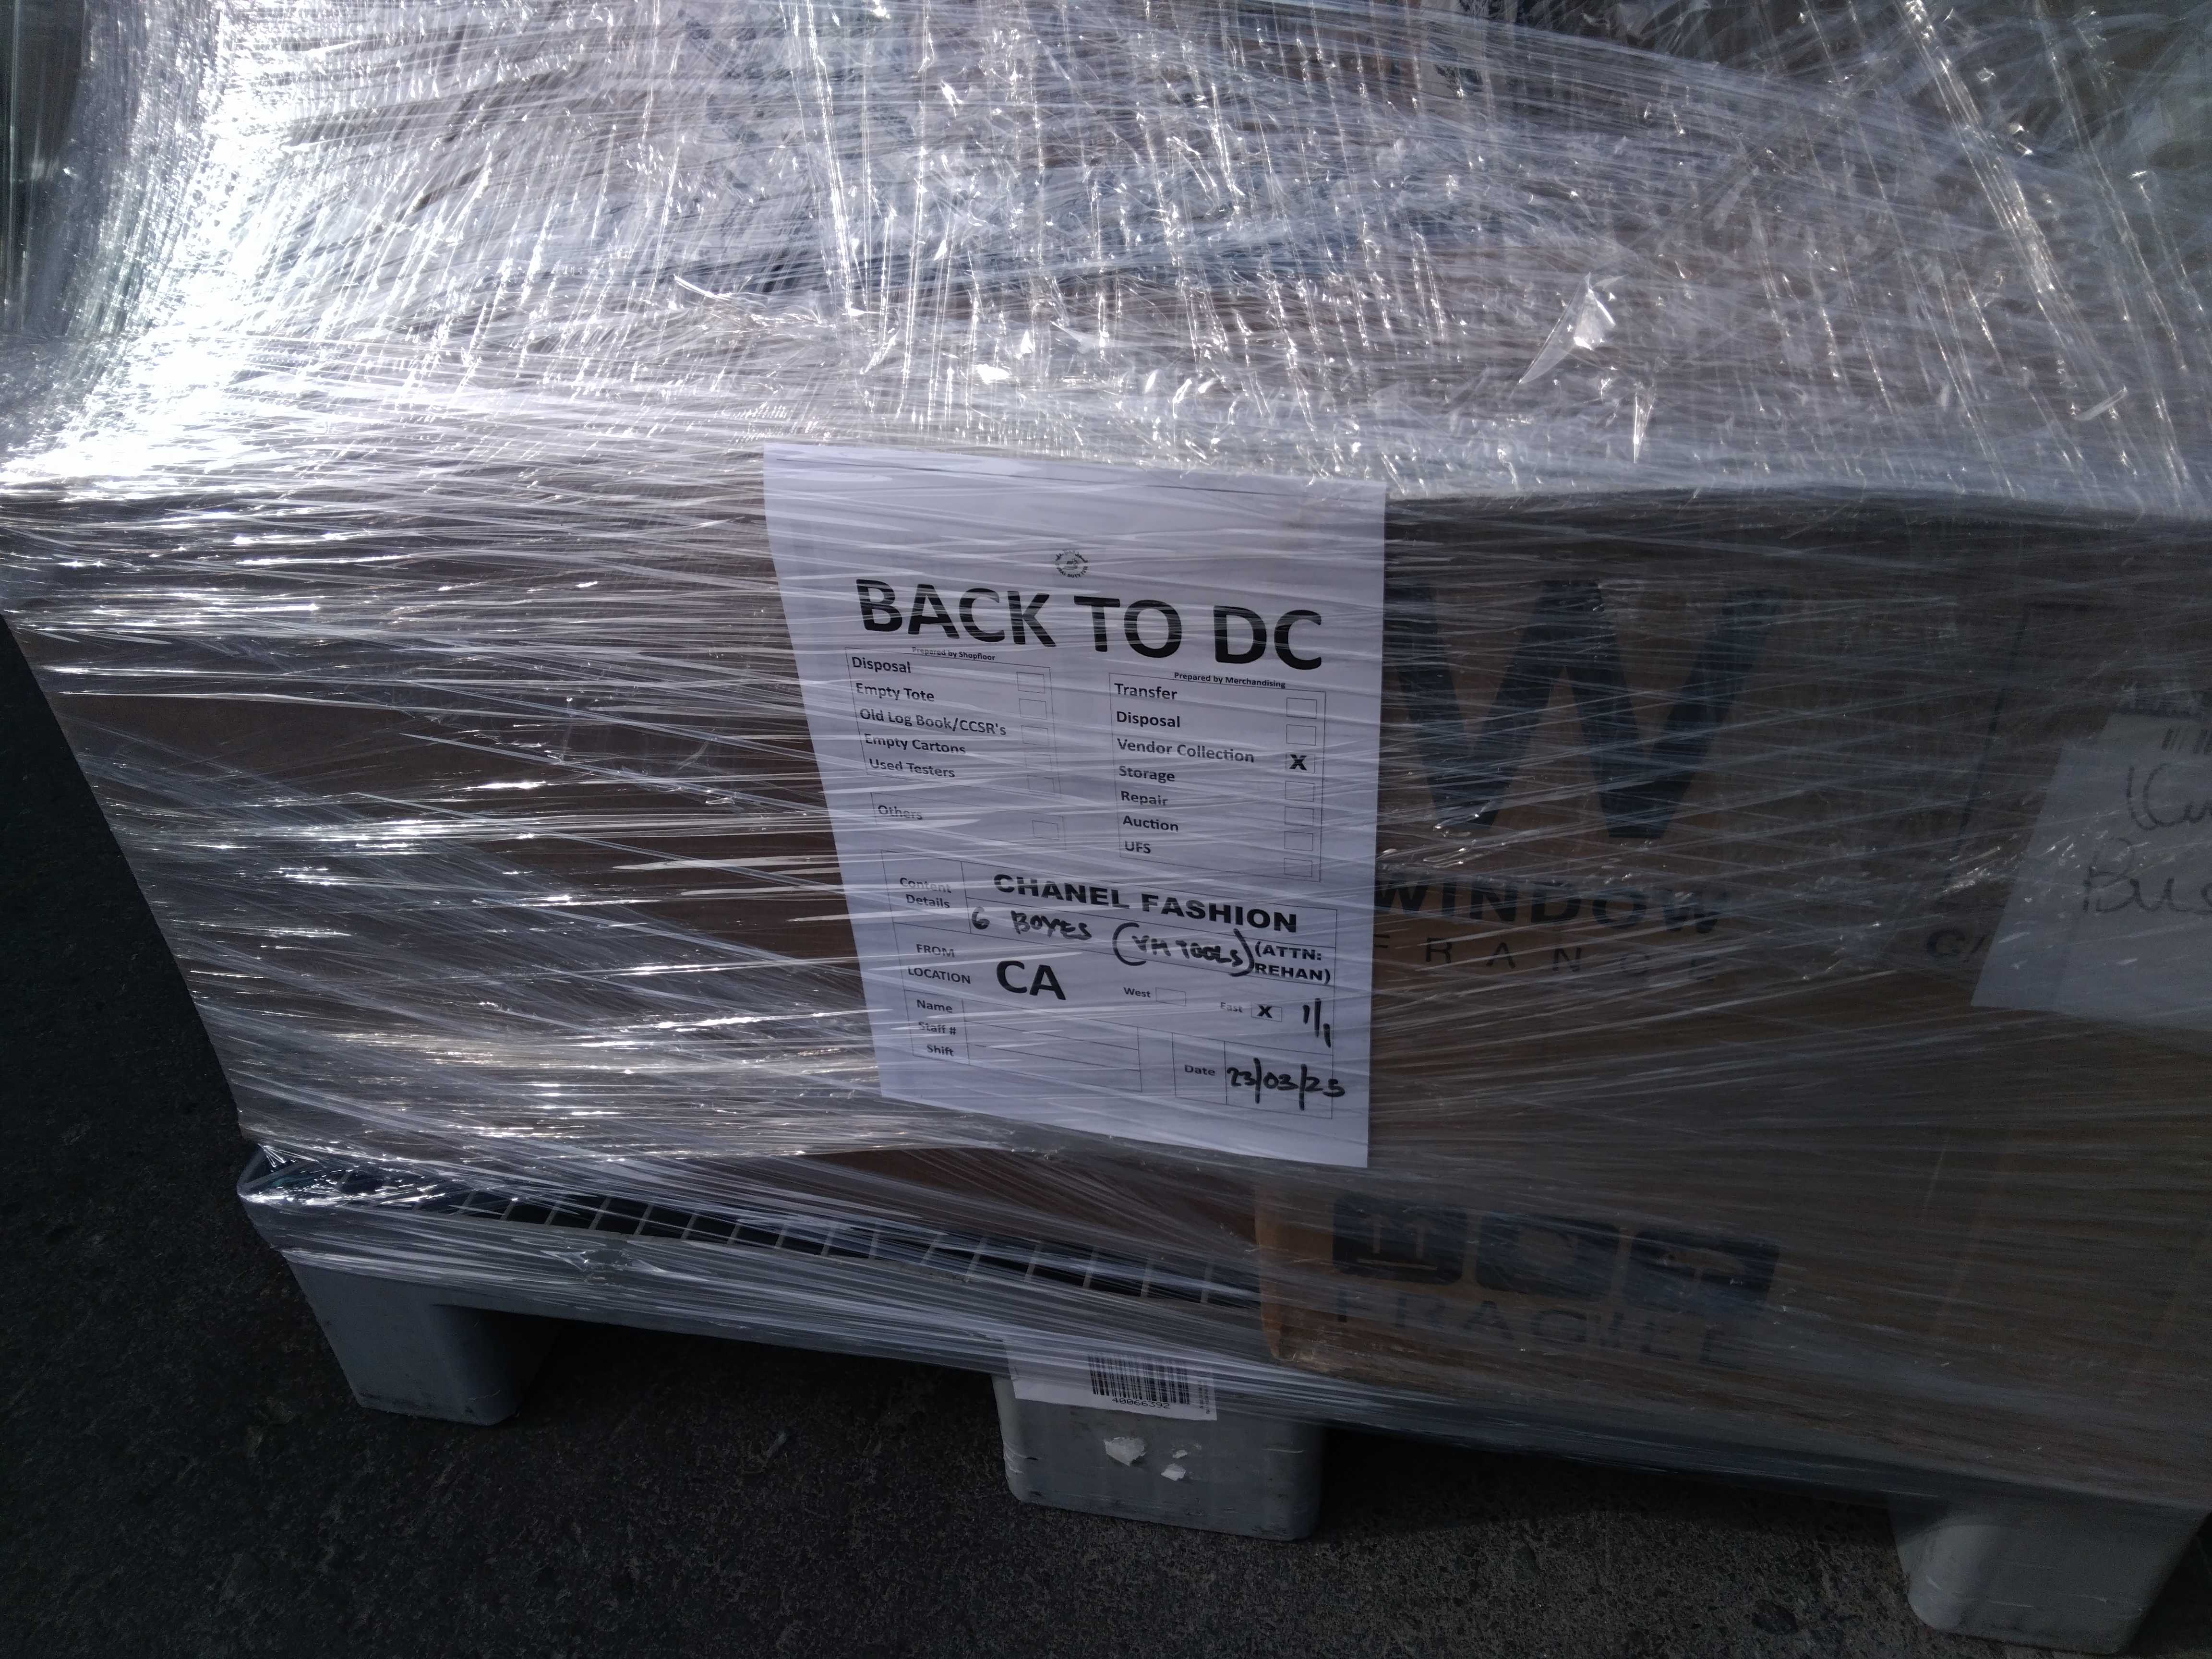 BACK TO DC
Prepared by Shopfloor
Disposal
Empty Tote
Old Log Book/CCSR's
Empty Cartons
Used Testers
Others
Prepared by Merchandising
Transfer
Disposal
Vendor Collection X
Storage
Repair
Auction
UFS
Content Details
CHANEL FASHION
6 BOXES (VM TOOLS) (ATTN: REHAN)
FROM
LOCATION CA West East X 1/1
Name
Staff #
Shift
Date 23/03/25
W
WINDOW
FRANC
FRAGILE
40066392